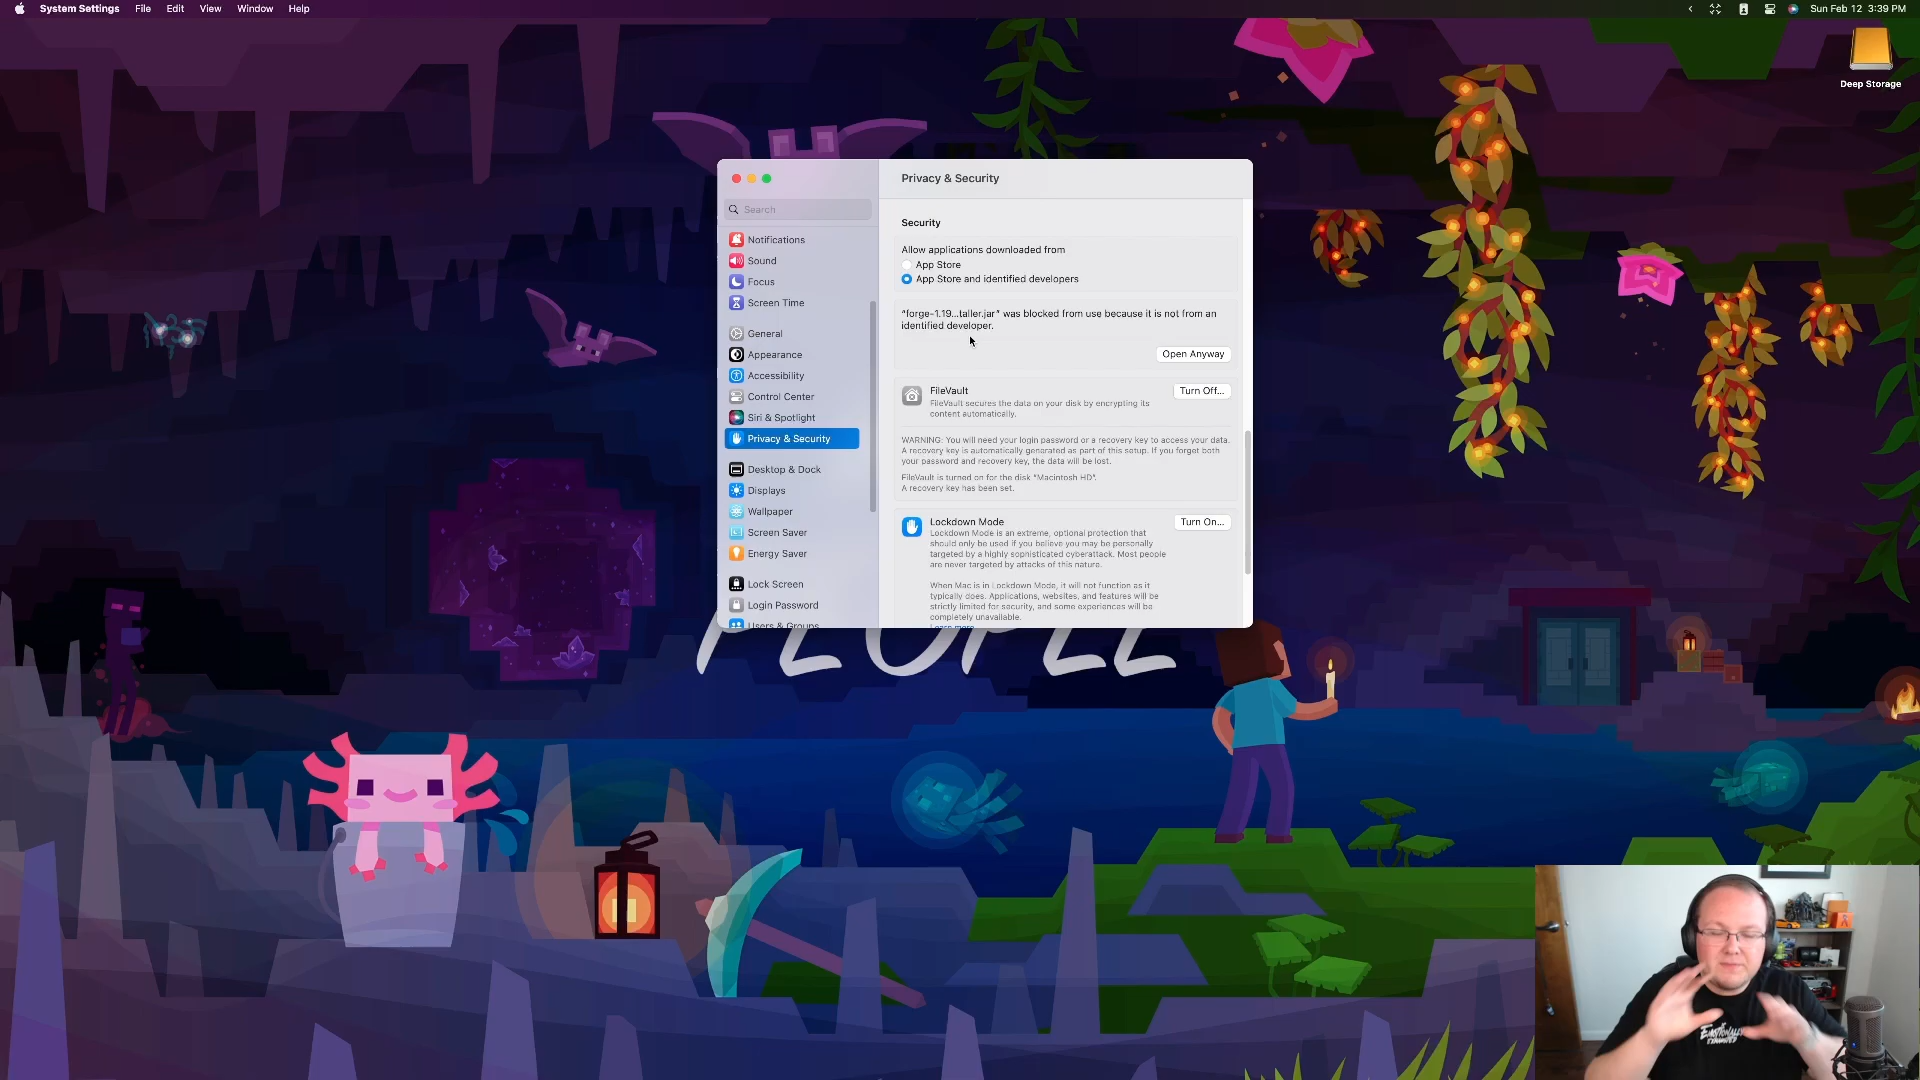 System Settings File Edit View Window Help
Sun Feb 12 3:39 PM
Deep Storage
Privacy & Security
Search
Notifications
Sound
Focus
Screen Time
General
Appearance
Accessibility
Control Center
Siri & Spotlight
Privacy & Security
Desktop & Dock
Displays
Wallpaper
Screen Saver
Energy Saver
Lock Screen
Login Password
Users & Groups
Security
Allow applications downloaded from
App Store
App Store and identified developers
“forge-1.19...taller.jar” was blocked from use because it is not from an
identified developer.
Open Anyway
FileVault
Turn Off...
FileVault secures the data on your disk by encrypting its
content automatically.
WARNING: You will need your login password or a recovery key to access your data.
A recovery key is automatically generated as part of this setup. If you forget both
your password and recovery key, the data will be lost.
FileVault is turned on for the disk “Macintosh HD”.
A recovery key has been set.
Lockdown Mode
Turn On...
Lockdown Mode is an extreme, optional protection that
should only be used if you believe you may be personally
targeted by a highly sophisticated cyberattack. Most people
are never targeted by attacks of this nature.
When Mac is in Lockdown Mode, it will not function as it
typically does. Applications, websites, and features will be
strictly limited for security, and some experiences will be
completely unavailable.
Learn more
PEOPLE
EMOTIONALLY
EXHAUSTED